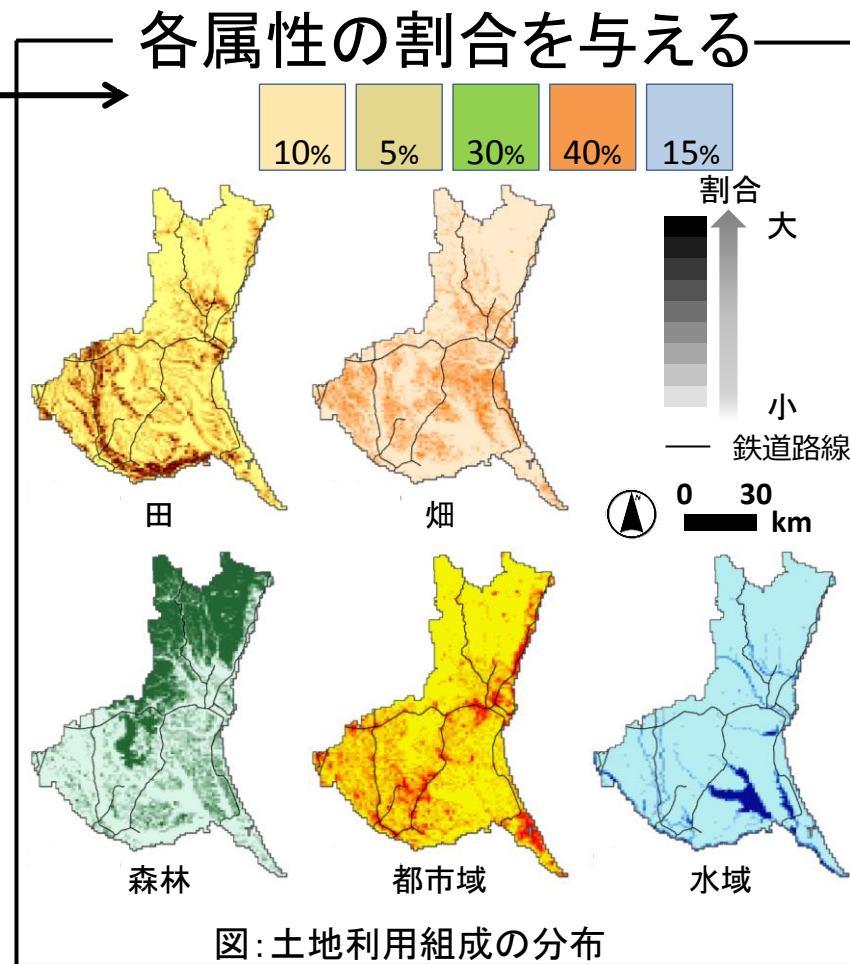 各属性の割合を与える
10% 5% 30% 40% 15%
割合
大
小
鉄道路線
田 畑
N
0 30
km
森林 都市域 水域
図:土地利用組成の分布